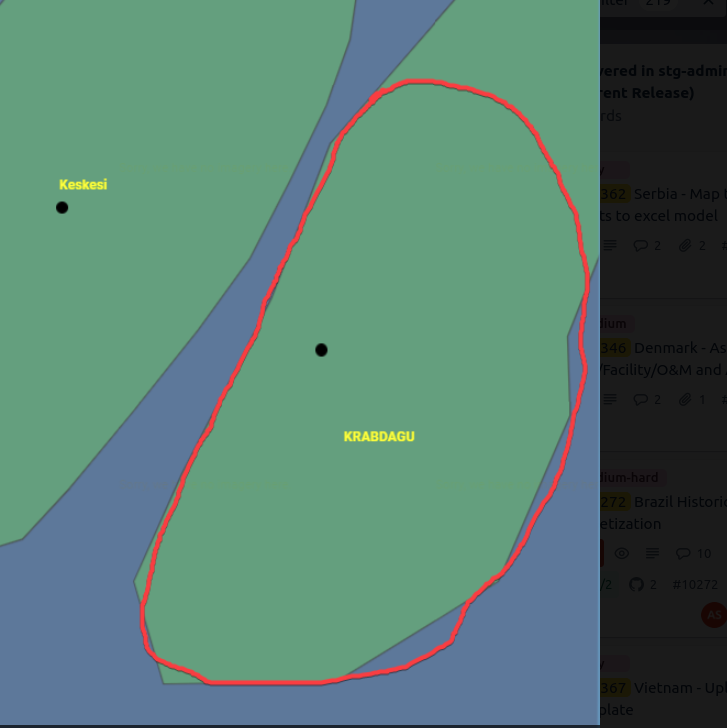 219
vered in stg-admin
rent Release)
rds
362 Serbia - Map
ts to excel model
2 2
Keskesi
dium
346 Denmark - As
/Facility/O&M and
2 1
KRABDAGU
dium-hard
272 Brazil Historic
etization
10
/2 2 #10272
AS
367 Vietnam - Upl
plate